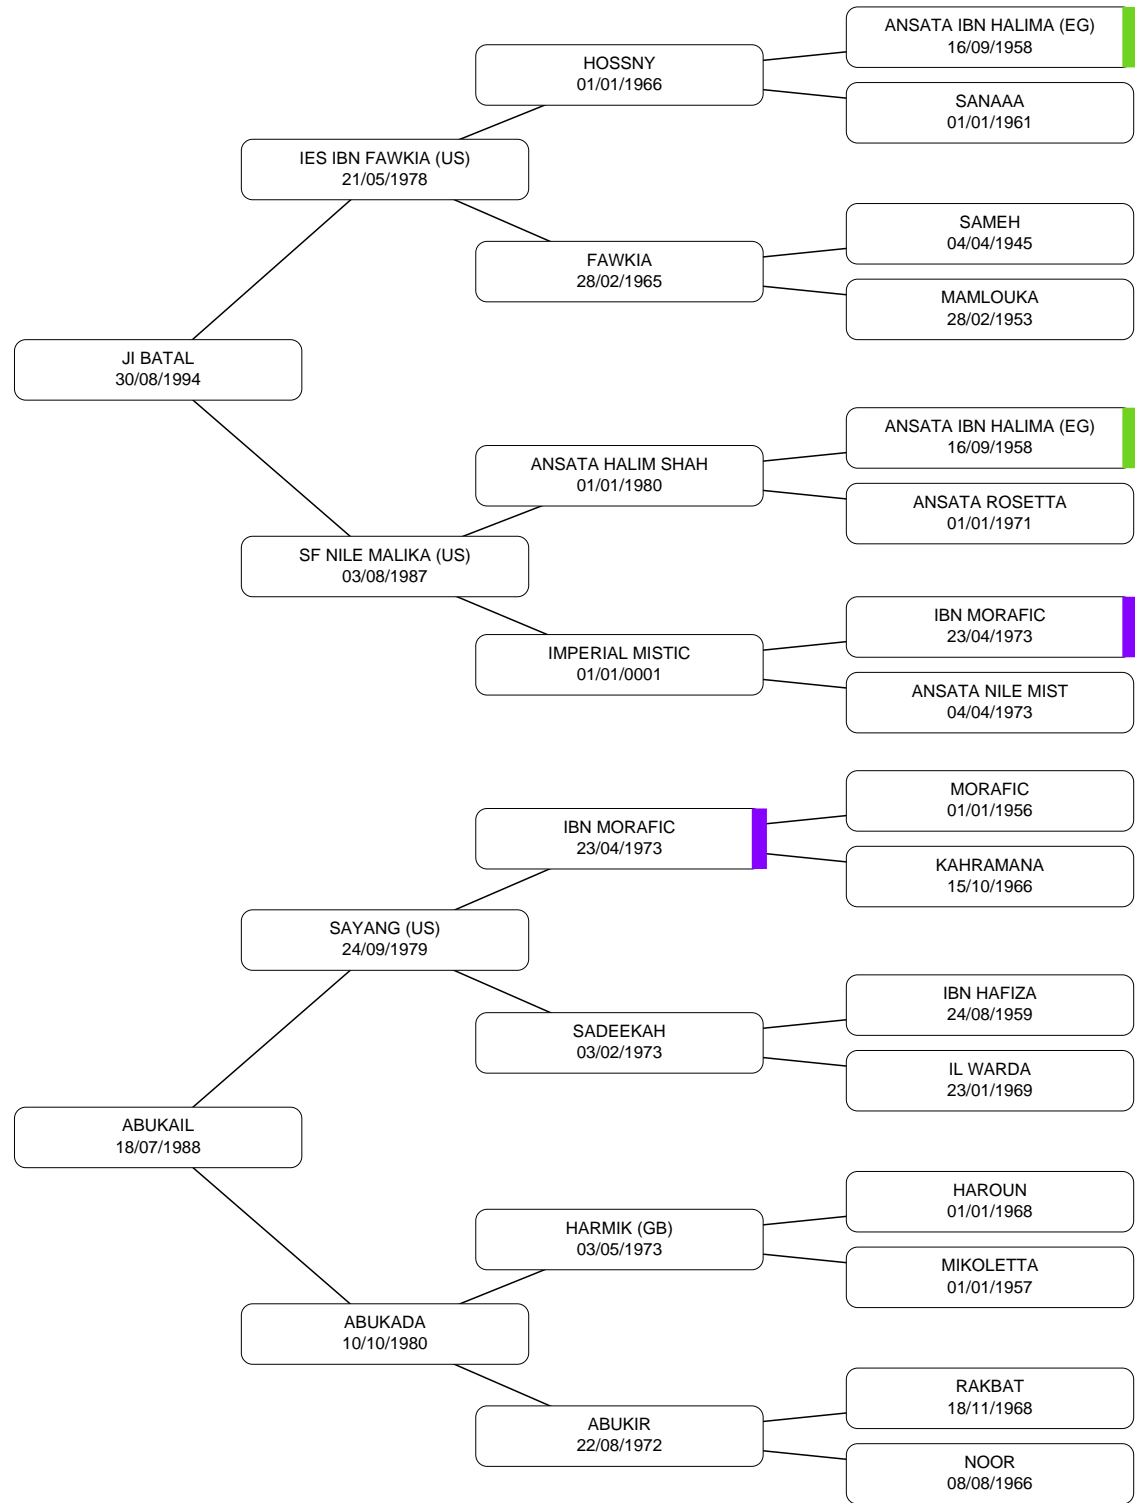 ANSATA IBN HALIMA (EG)
16/09/1958
HOSSNY
01/01/1966
SANAAA
01/01/1961
IES IBN FAWKIA (US)
21/05/1978
SAMEH
04/04/1945
FAWKIA
28/02/1965
MAMLOUKA
28/02/1953
JI BATAL
30/08/1994
ANSATA IBN HALIMA (EG)
16/09/1958
ANSATA HALIM SHAH
01/01/1980
ANSATA ROSETTA
01/01/1971
SF NILE MALIKA (US)
03/08/1987
IBN MORAFIC
23/04/1973
IMPERIAL MISTIC
01/01/0001
ANSATA NILE MIST
04/04/1973
MORAFIC
01/01/1956
IBN MORAFIC
23/04/1973
KAHRAMANA
15/10/1966
SAYANG (US)
24/09/1979
IBN HAFIZA
24/08/1959
SADEEKAH
03/02/1973
IL WARDA
23/01/1969
ABUKAIL
18/07/1988
HAROUN
01/01/1968
HARMIK (GB)
03/05/1973
MIKOLETTA
01/01/1957
ABUKADA
10/10/1980
RAKBAT
18/11/1968
ABUKIR
22/08/1972
NOOR
08/08/1966